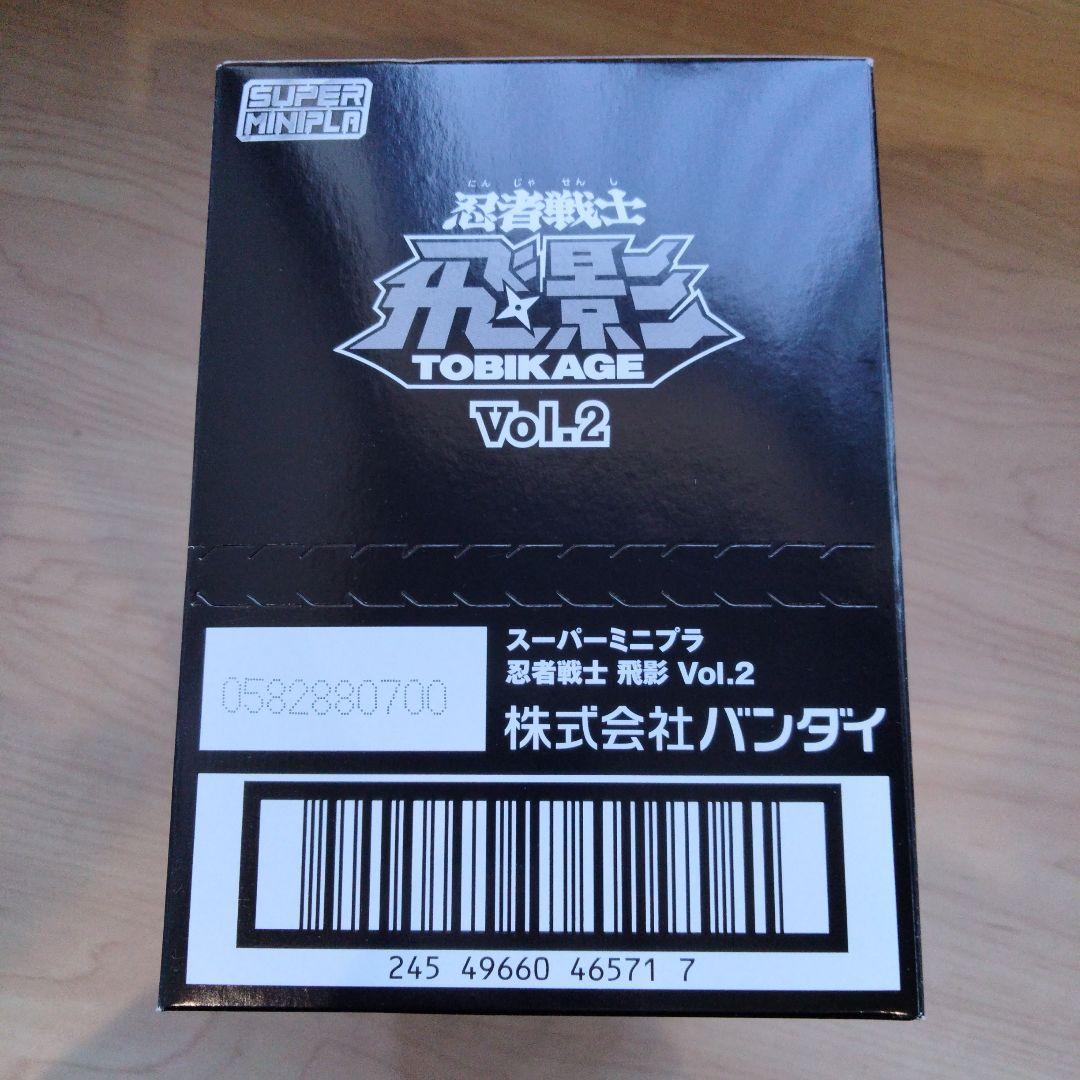 SUPER
MINIPLA
にんじゃせんし
忍者戦士
飛影
TOBIKAGE
Vol.2
スーパーミニプラ
忍者戦士 飛影 Vol.2
0582880700
株式会社バンダイ
245 49660 46571 7